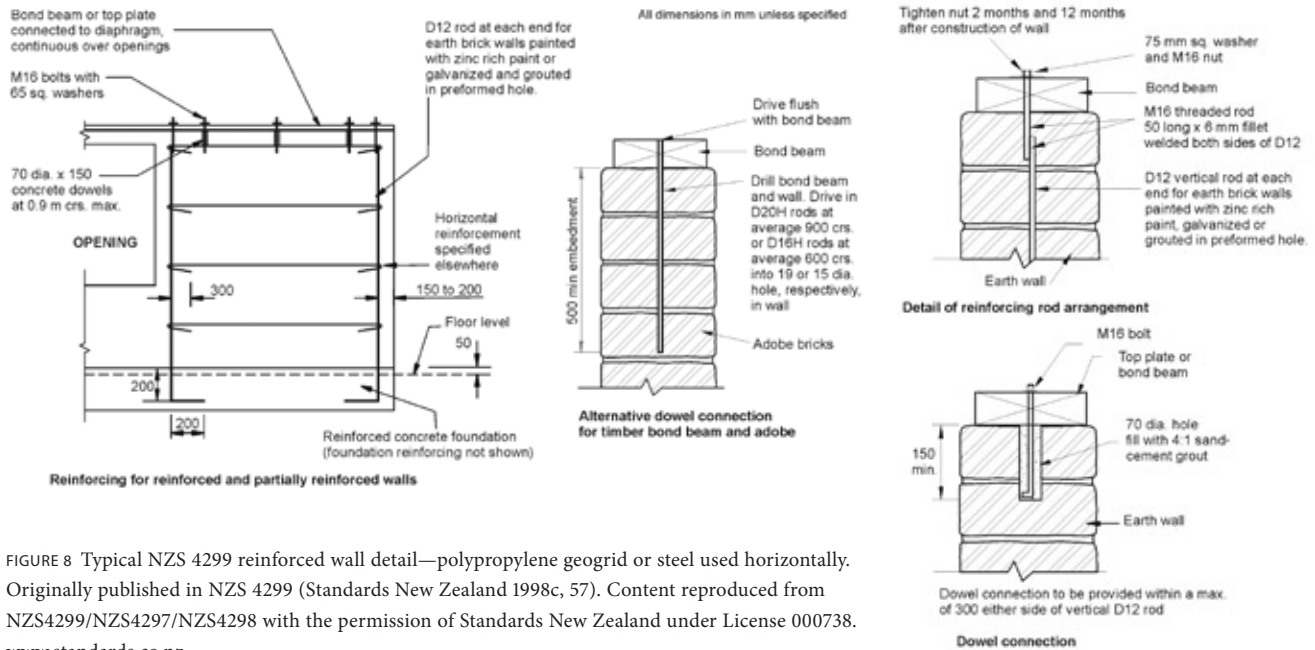 Bond beam or top plate
connected to diaphragm,
continuous over openings
M16 bolts with
65 sq. washers
70 dia. x 150
concrete dowels
at 0.9 m crs. max.
OPENING
D12 rod at each end for
earth brick walls painted
with zinc rich paint or
galvanized and grouted
in preformed hole.
Horizontal
reinforcement
specified
elsewhere
300
150 to 200
Floor level
50
200
200
Reinforced concrete foundation
(foundation reinforcing not shown)
Reinforcing for reinforced and partially reinforced walls
All dimensions in mm unless specified
Drive flush
with bond beam
Bond beam
Drill bond beam
and wall. Drive in
D20H rods at
average 900 crs.
or D16H rods at
average 600 crs.
into 19 or 15 dia.
hole, respectively,
in wall
500 min embedment
Adobe bricks
Alternative dowel connection
for timber bond beam and adobe
Tighten nut 2 months and 12 months
after construction of wall
75 mm sq. washer
and M16 nut
Bond beam
M16 threaded rod
50 long x 6 mm fillet
welded both sides of D12
D12 vertical rod at each
end for earth brick walls
painted with zinc rich
paint, galvanized or
grouted in preformed hole.
Earth wall
Detail of reinforcing rod arrangement
M16 bolt
Top plate or
bond beam
70 dia. hole
fill with 4:1 sand-
cement grout
150
min.
Earth wall
Dowel connection to be provided within a max.
of 300 either side of vertical D12 rod
Dowel connection
FIGURE 8 Typical NZS 4299 reinforced wall detail—polypropylene geogrid or steel used horizontally.
Originally published in NZS 4299 (Standards New Zealand 1998c, 57). Content reproduced from
NZS4299/NZS4297/NZS4298 with the permission of Standards New Zealand under License 000738.